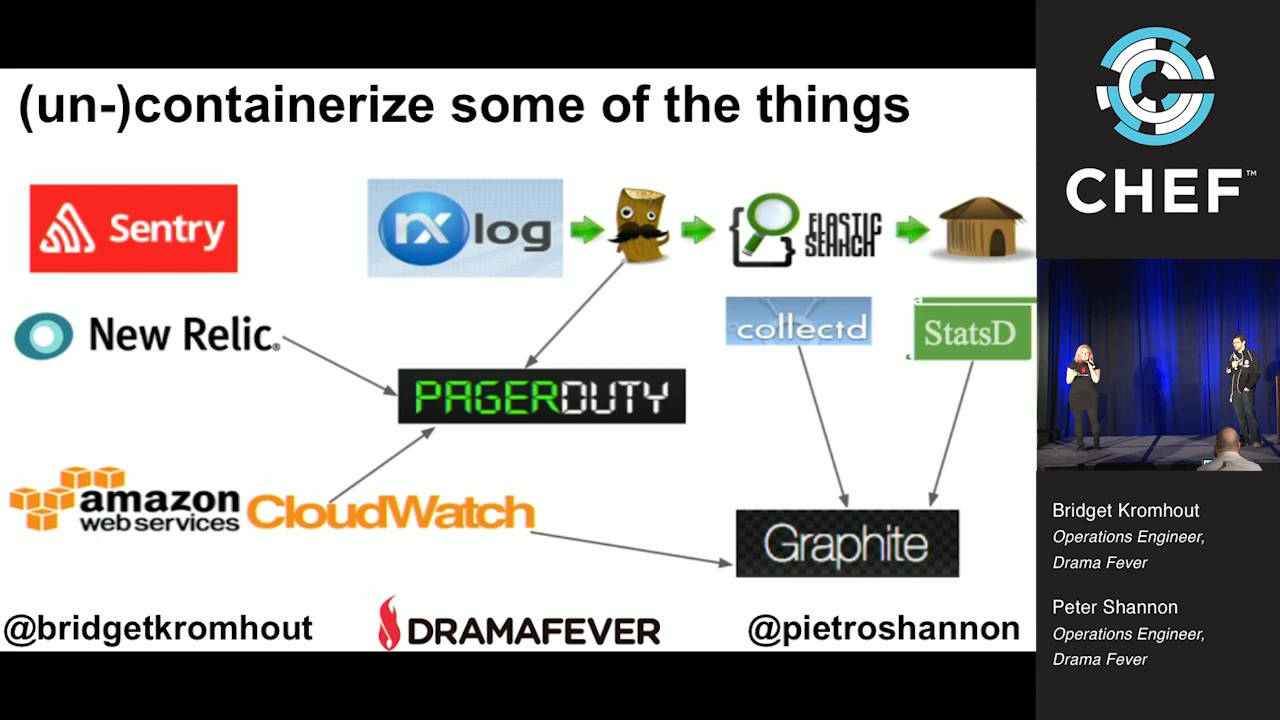 (un-)containerize some of the things
Sentry
nxlog
ELASTIC
SEARCH
New Relic®
collectd
StatsD
PAGERDUTY
amazon
web services
CloudWatch
Graphite
@bridgetkromhout
DRAMAFEVER
@pietroshannon
CHEF™
Bridget Kromhout
Operations Engineer,
Drama Fever
Peter Shannon
Operations Engineer,
Drama Fever